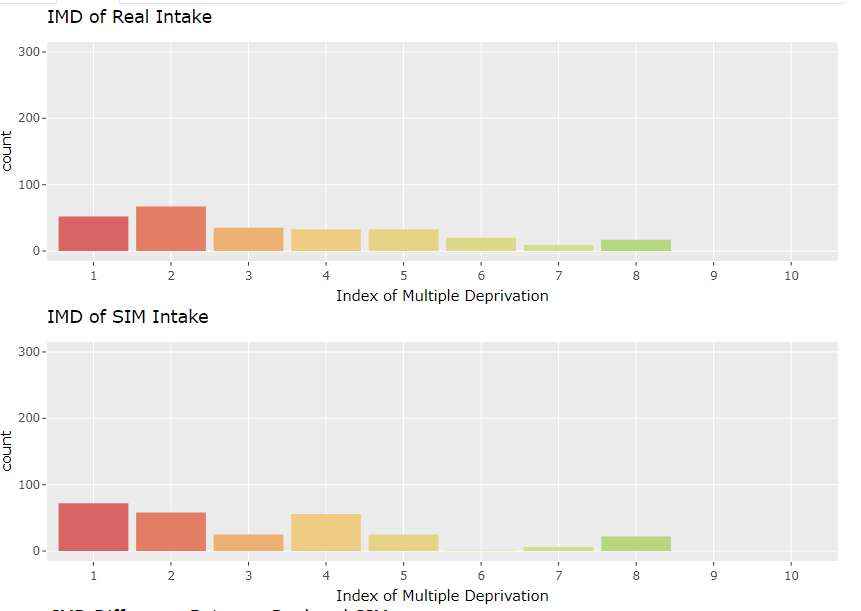 IMD of Real Intake
300
200
100
0
count
1 2 3 4 5 6 7 8 9 10
Index of Multiple Deprivation
IMD of SIM Intake
300
200
100
0
count
1 2 3 4 5 6 7 8 9 10
Index of Multiple Deprivation